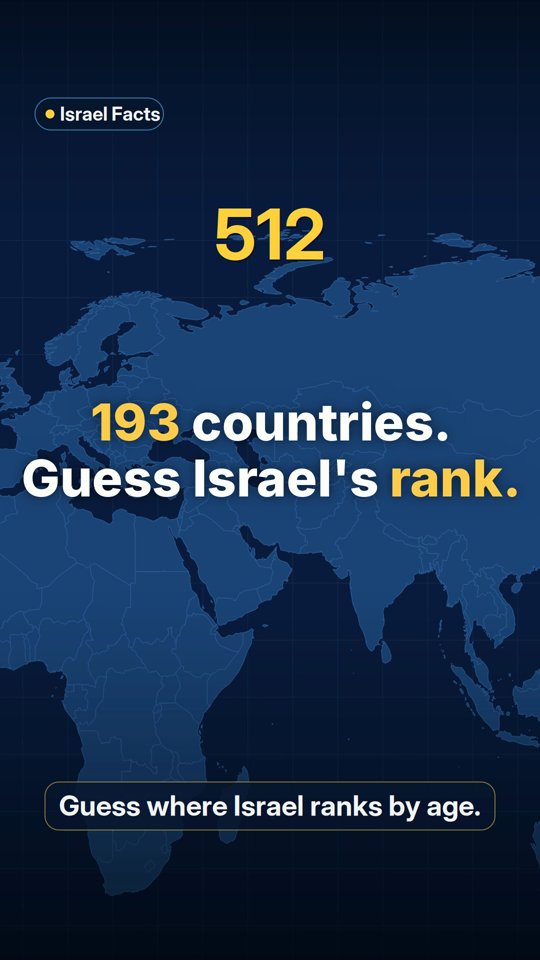 Israel Facts
512
193 countries.
Guess Israel's rank.
Guess where Israel ranks by age.